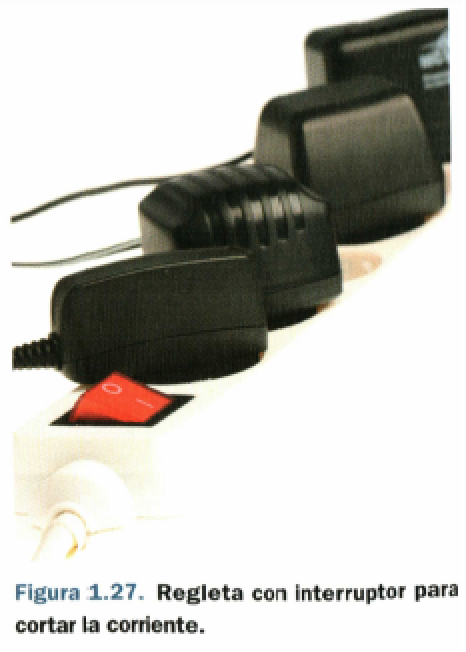 Figura 1.27. Regleta con interruptor para
cortar la corriente.